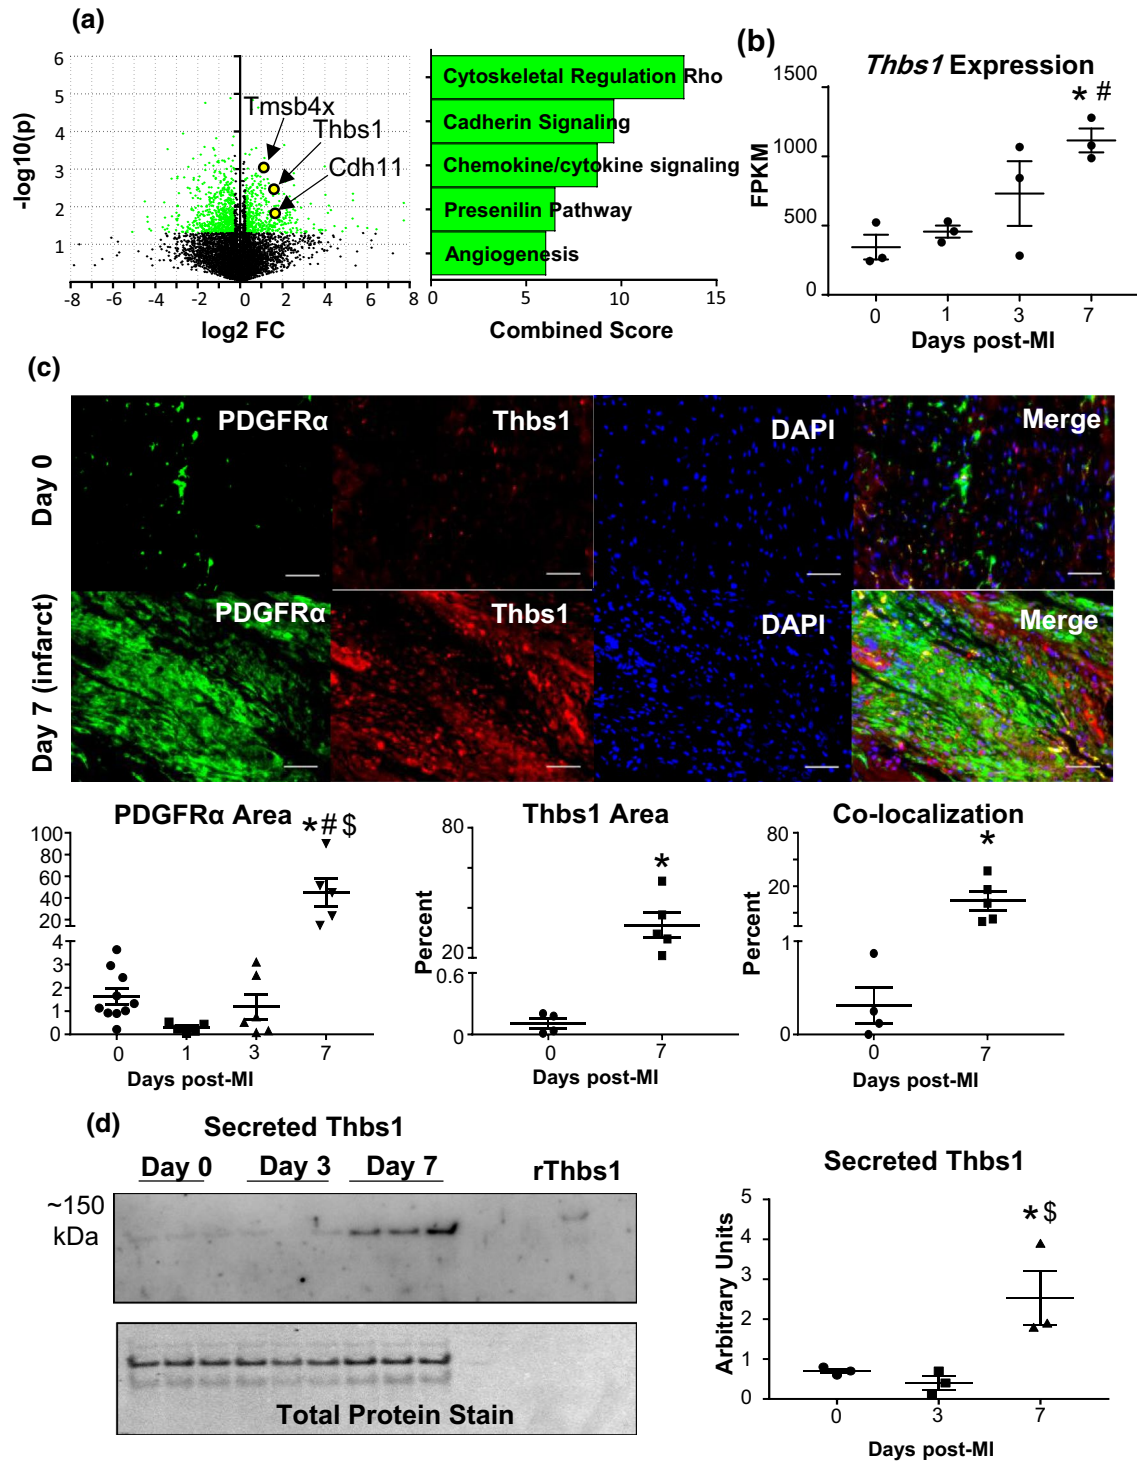 (a)
6
5
4
3
2
1
-log10(p)
Tmsb4x
Thbs1
Cdh11
-8 -6 -4 -2 0 2 4 6 8
log2 FC
Cytoskeletal Regulation Rho
Cadherin Signaling
Chemokine/cytokine signaling
Presenilin Pathway
Angiogenesis
0 5 10 15
Combined Score
(b)
Thbs1 Expression
* #
1500
1000
500
0
FPKM
0 1 3 7
Days post-MI
(c)
Day 0
PDGFRα Thbs1 DAPI Merge
Day 7 (infarct)
PDGFRα Thbs1 DAPI Merge
PDGFRα Area
*#$
100
80
60
40
20
4
3
2
1
0
0 1 3 7
Days post-MI
Thbs1 Area
*
80
20
0.6
0
Percent
0 7
Days post-MI
Co-localization
*
80
20
1
0
Percent
0 7
Days post-MI
(d)
Secreted Thbs1
Day 0 Day 3 Day 7 rThbs1
~150
kDa
Total Protein Stain
Secreted Thbs1
*$
5
4
3
2
1
0
Arbitrary Units
0 3 7
Days post-MI